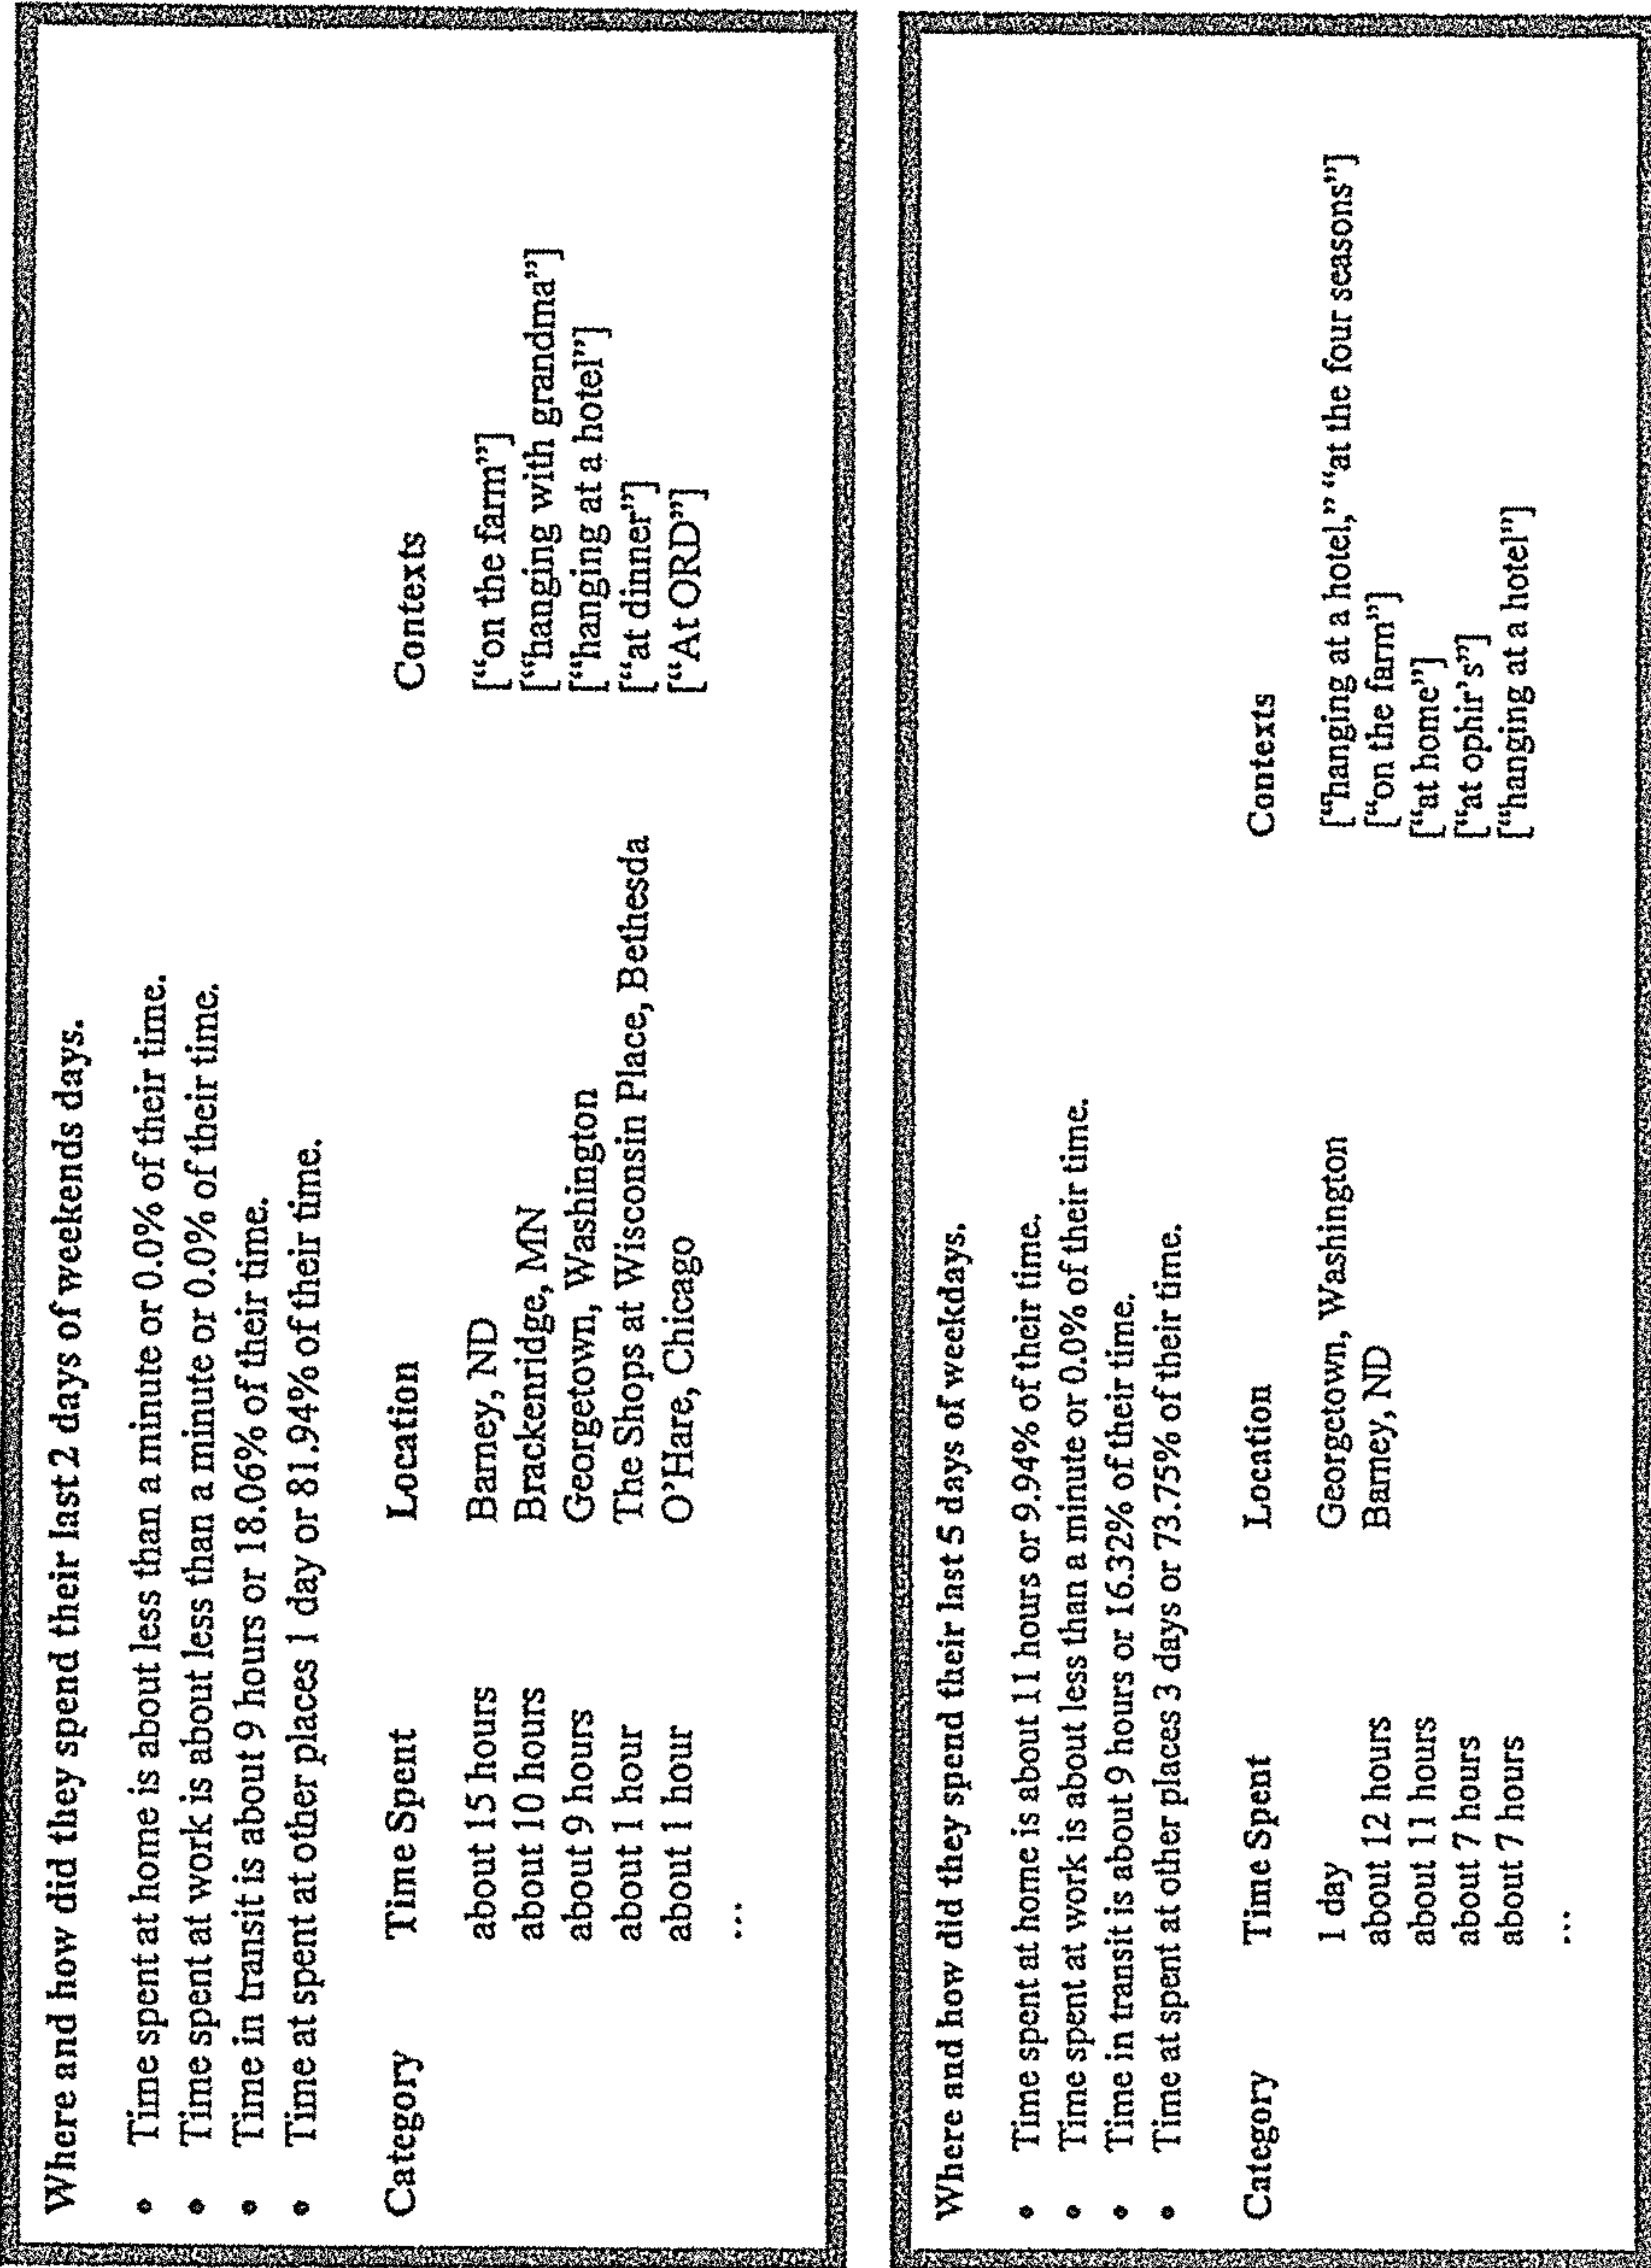 Where and how did they spend their last 2 days of weekends days.
• Time spent at home is about less than a minute or 0.0% of their time.
• Time spent at work is about less than a minute or 0.0% of their time.
• Time in transit is about 9 hours or 18.06% of their time.
• Time at spent at other places 1 day or 81.94% of their time.
Category Time Spent Location Contexts
about 15 hours Barney, ND ["on the farm"]
about 10 hours Brackenridge, MN ["hanging with grandma"]
about 9 hours Georgetown, Washington ["hanging at a hotel"]
about 1 hour The Shops at Wisconsin Place, Bethesda ["at dinner"]
about 1 hour O'Hare, Chicago ["At ORD"]
...
Where and how did they spend their last 5 days of weekdays.
• Time spent at home is about 11 hours or 9.94% of their time.
• Time spent at work is about less than a minute or 0.0% of their time.
• Time in transit is about 9 hours or 16.32% of their time.
• Time at spent at other places 3 days or 73.75% of their time.
Category Time Spent Location Contexts
1 day Georgetown, Washington ["hanging at a hotel," "at the four seasons"]
about 12 hours Barney, ND ["on the farm"]
about 11 hours ["at home"]
about 7 hours ["at ophir's"]
about 7 hours ["hanging at a hotel"]
...